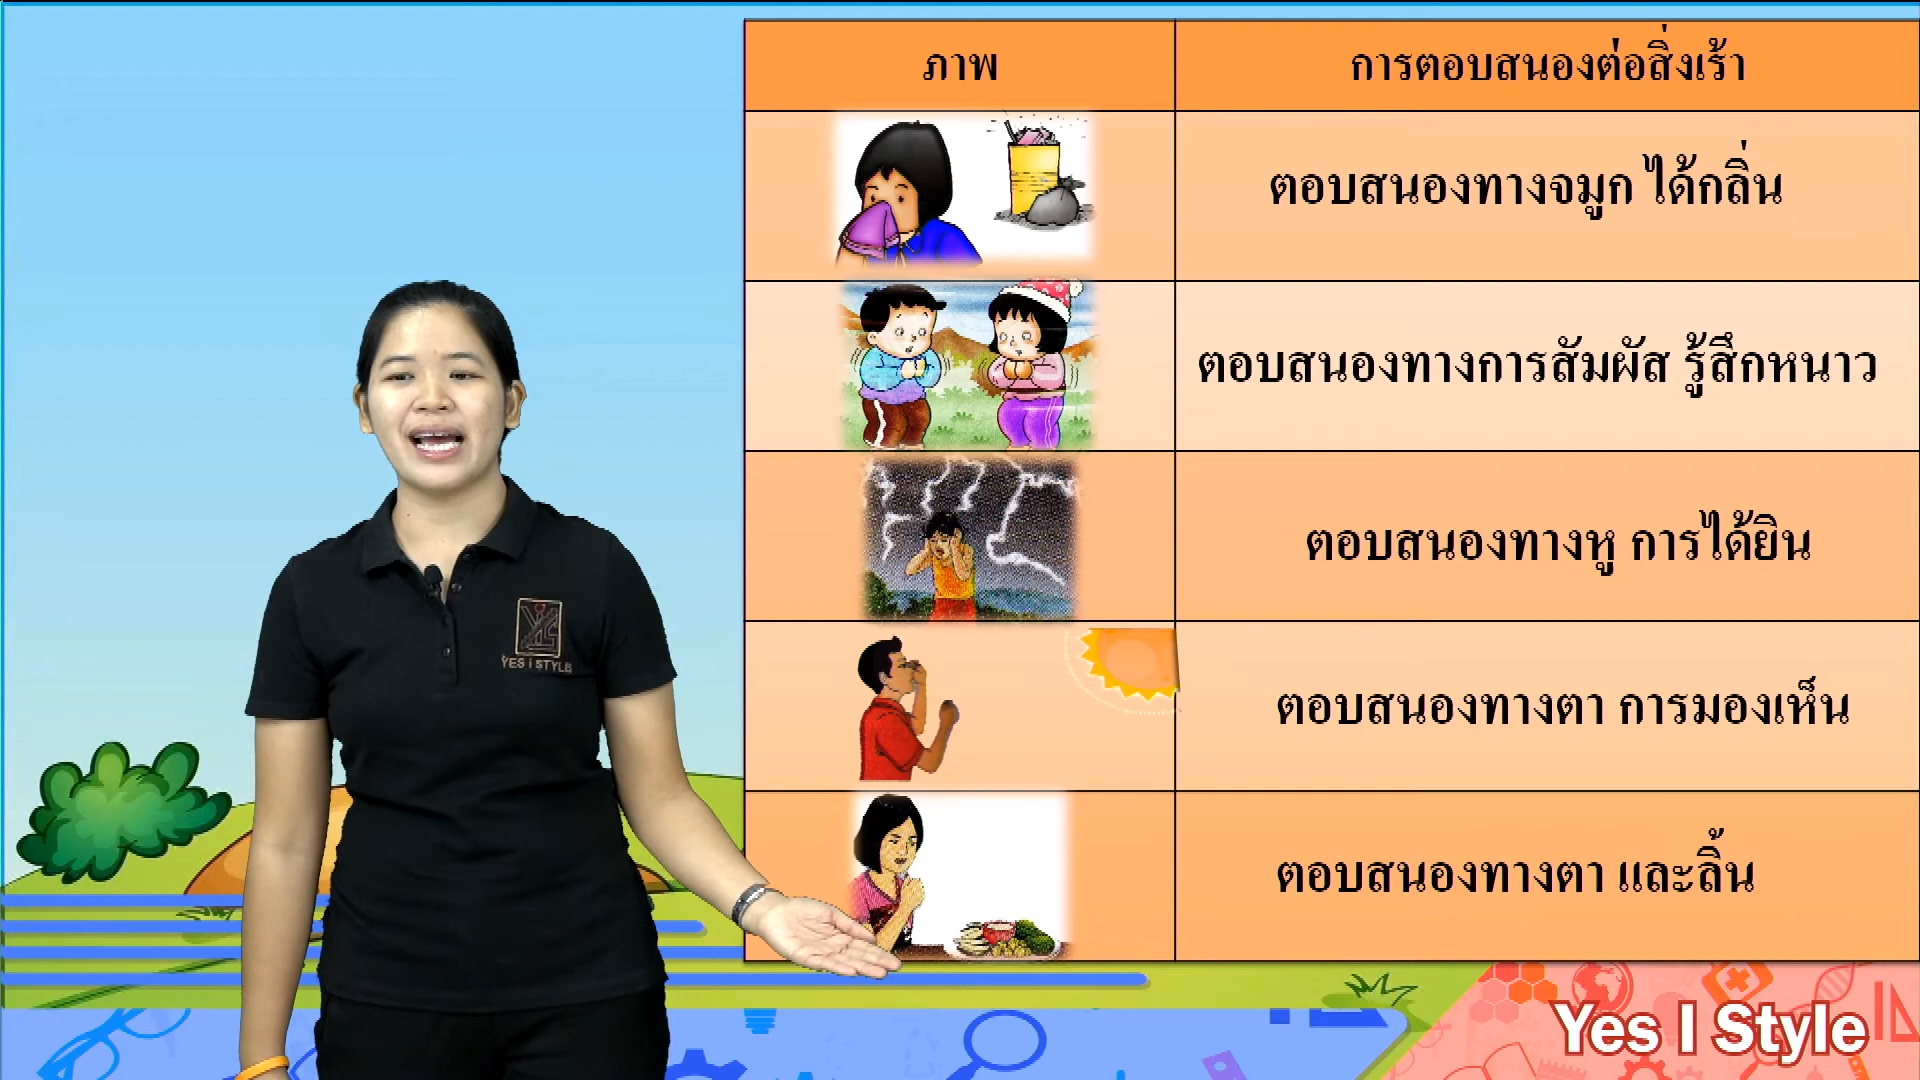 ภาพ
การตอบสนองต่อสิ่งเร้า
ตอบสนองทางจมูก ได้กลิ่น
ตอบสนองทางการสัมผัส รู้สึกหนาว
ตอบสนองทางหู การได้ยิน
ตอบสนองทางตา การมองเห็น
ตอบสนองทางตา และลิ้น
YES I STYLE
Yes I Style